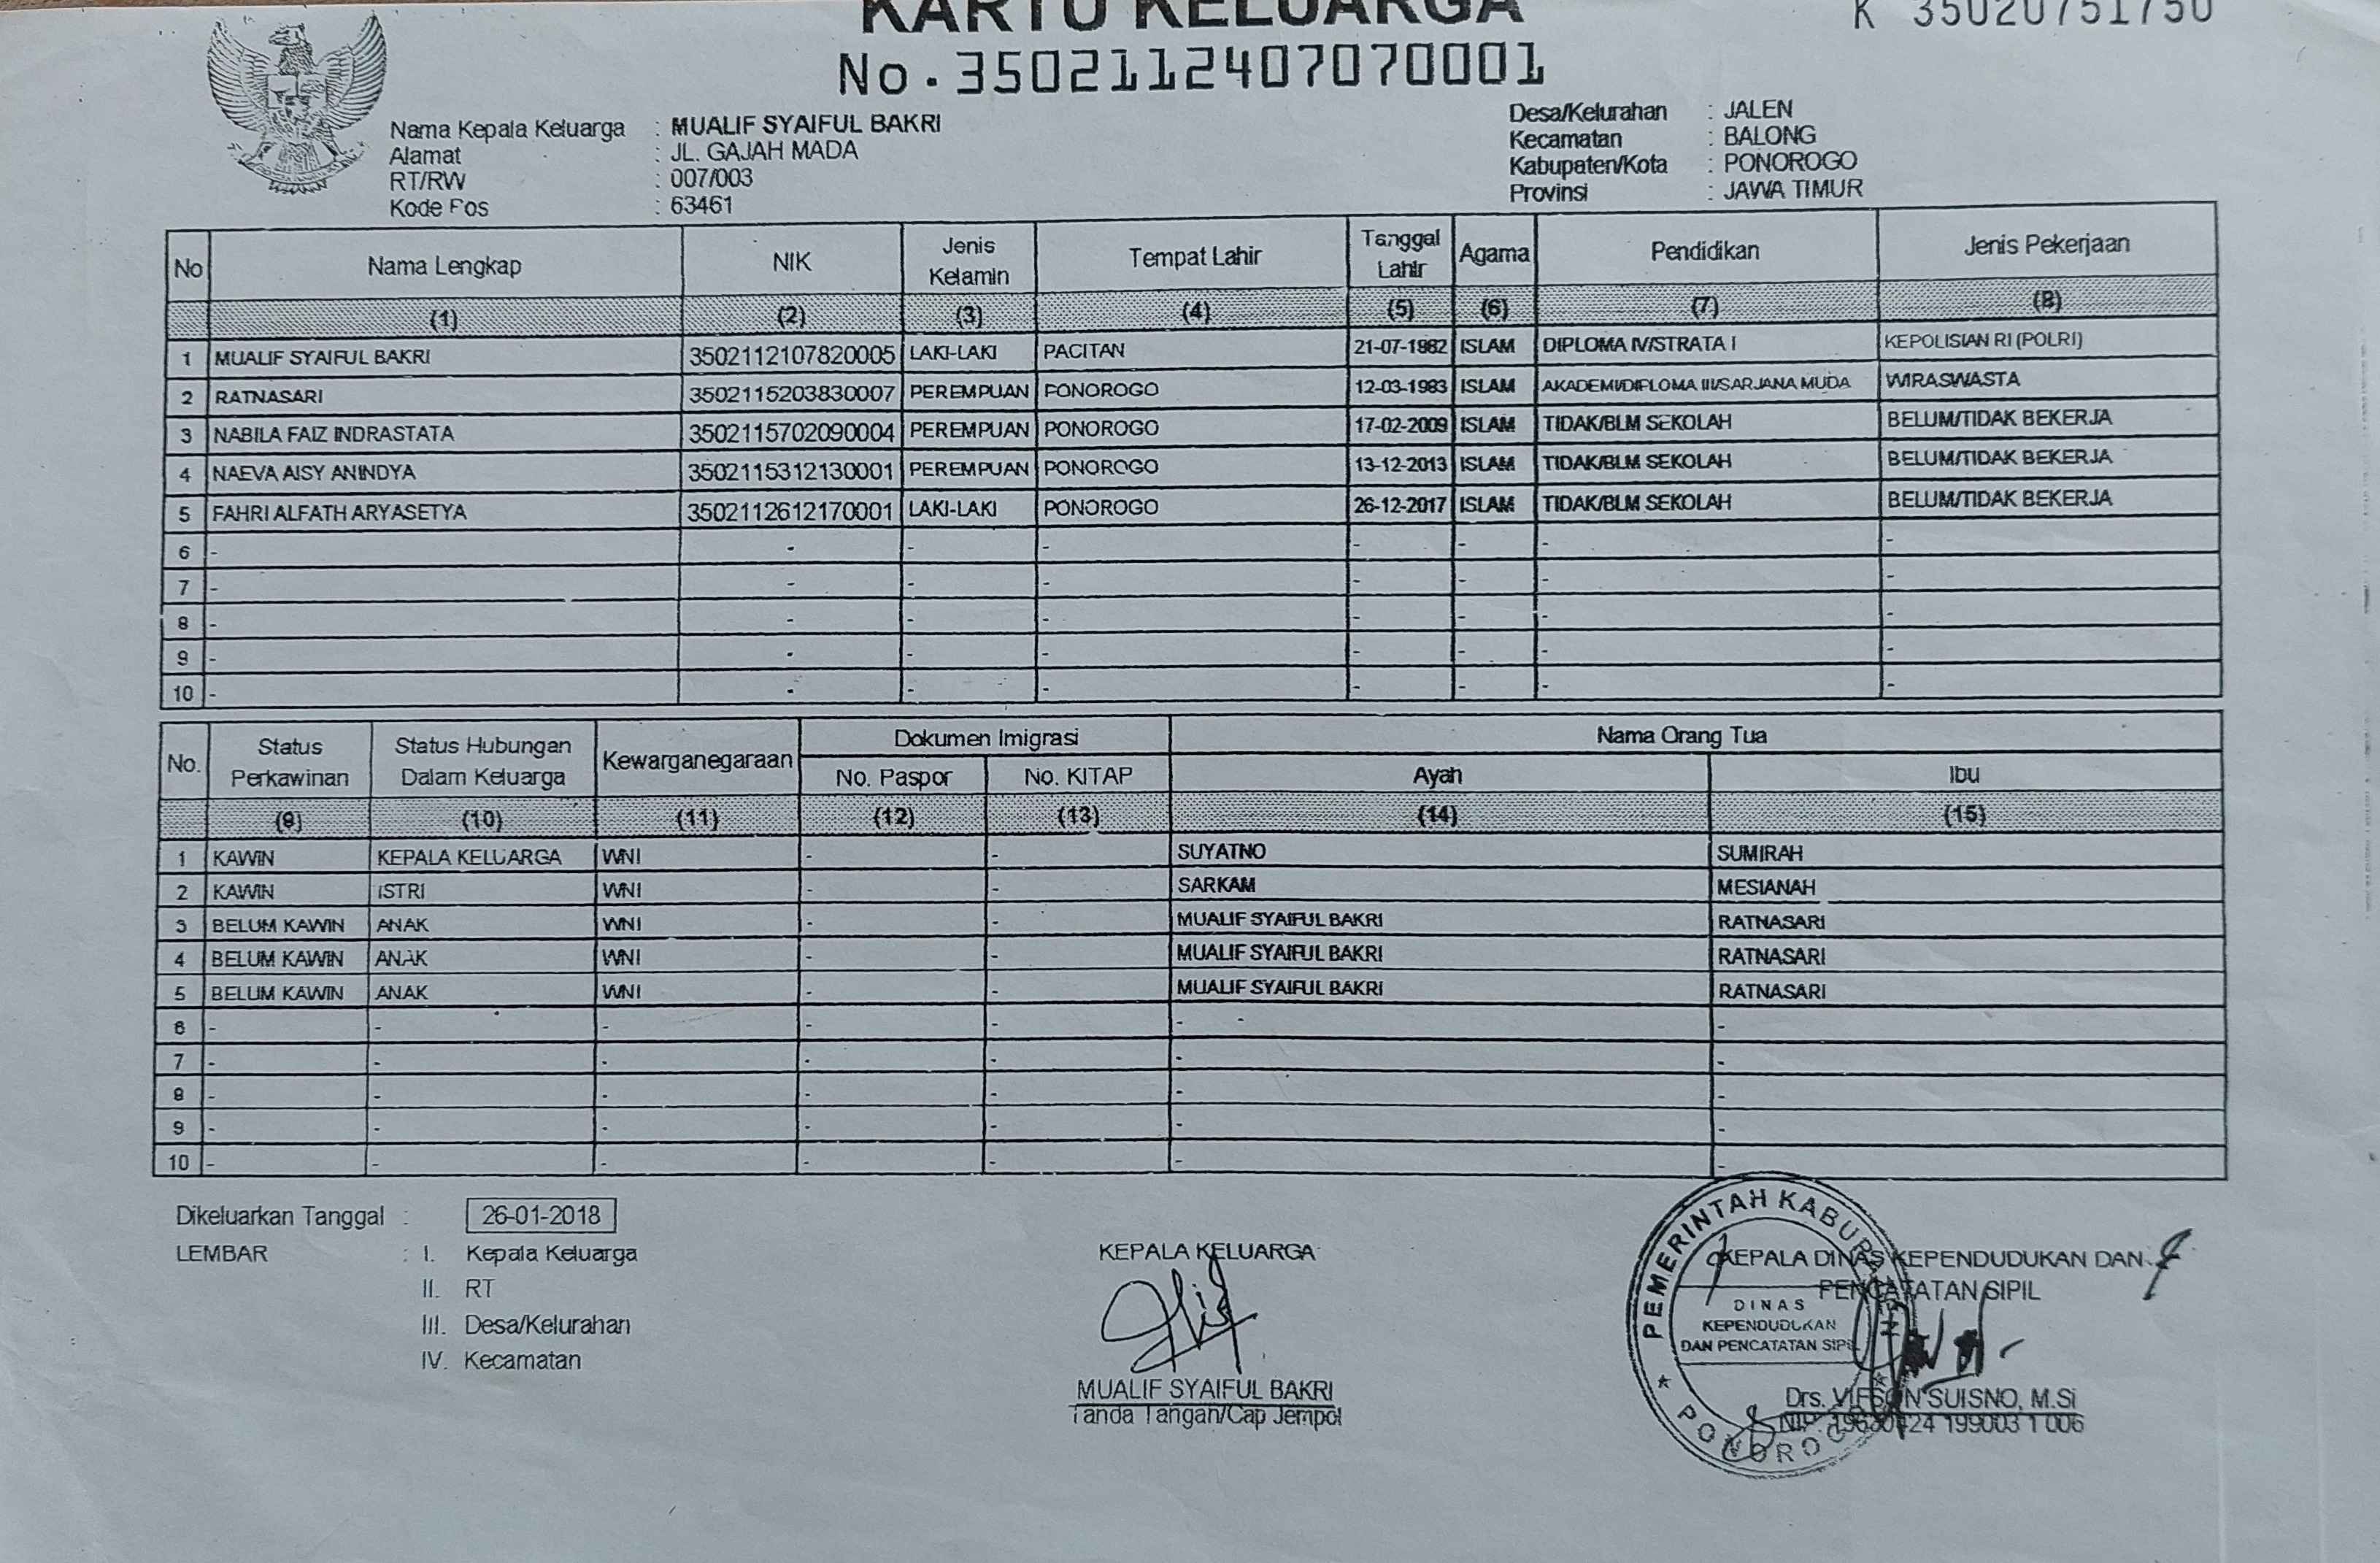 KARTU KELUARGA
K 35020751750
No. 3502112407070001
Nama Kepala Keluarga : MUALIF SYAIFUL BAKRI
Alamat : JL. GAJAH MADA
RT/RW : 007/003
Kode Pos : 63461
Desa/Kelurahan : JALEN
Kecamatan : BALONG
Kabupaten/Kota : PONOROGO
Provinsi : JAWA TIMUR
No Nama Lengkap NIK Jenis Kelamin Tempat Lahir Tanggal Lahir Agama Pendidikan Jenis Pekerjaan
(1) (2) (3) (4) (5) (6) (7) (8)
1 MUALIF SYAIFUL BAKRI 3502112107820005 LAKI-LAKI PACITAN 21-07-1982 ISLAM DIPLOMA IV/STRATA I KEPOLISIAN RI (POLRI)
2 RATNASARI 3502115203830007 PEREMPUAN PONOROGO 12-03-1983 ISLAM AKADEMI/DIPLOMA III/SARJANA MUDA WIRASWASTA
3 NABILA FAIZ INDRASTATA 3502115702090004 PEREMPUAN PONOROGO 17-02-2009 ISLAM TIDAK/BLM SEKOLAH BELUM/TIDAK BEKERJA
4 NAEVA AISY ANINDYA 3502115312130001 PEREMPUAN PONOROGO 13-12-2013 ISLAM TIDAK/BLM SEKOLAH BELUM/TIDAK BEKERJA
5 FAHRI ALFATH ARYASETYA 3502112612170001 LAKI-LAKI PONOROGO 26-12-2017 ISLAM TIDAK/BLM SEKOLAH BELUM/TIDAK BEKERJA
6 - - - - - - - -
7 - - - - - - - -
8 - - - - - - - -
9 - - - - - - - -
10 - - - - - - - -
No. Status Perkawinan Status Hubungan Dalam Keluarga Kewarganegaraan Dokumen Imigrasi Nama Orang Tua
No. Paspor No. KITAP Ayah Ibu
(9) (10) (11) (12) (13) (14) (15)
1 KAWIN KEPALA KELUARGA WNI - - SUYATNO SUMIRAH
2 KAWIN ISTRI WNI - - SARKAM MESIANAH
3 BELUM KAWIN ANAK WNI - - MUALIF SYAIFUL BAKRI RATNASARI
4 BELUM KAWIN ANAK WNI - - MUALIF SYAIFUL BAKRI RATNASARI
5 BELUM KAWIN ANAK WNI - - MUALIF SYAIFUL BAKRI RATNASARI
6 - - - - - - -
7 - - - - - - -
8 - - - - - - -
9 - - - - - - -
10 - - - - - - -
Dikeluarkan Tanggal : 26-01-2018
LEMBAR : I. Kepala Keluarga
II. RT
III. Desa/Kelurahan
IV. Kecamatan
KEPALA KELUARGA
MUALIF SYAIFUL BAKRI
Tanda Tangan/Cap Jempol
KEPALA DINAS KEPENDUDUKAN DAN
PENCATATAN SIPIL
PEMERINTAH KABUPATEN
DINAS
KEPENDUDUKAN
DAN PENCATATAN SIPIL
PONOROGO
Drs. VIFSON SUISNO, M.Si
NIP. 199003 1 006